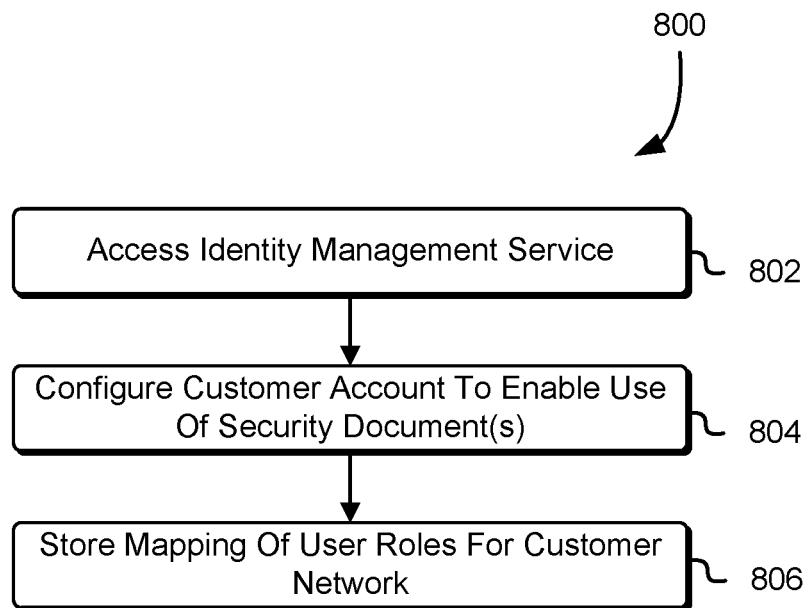 800
Access Identity Management Service
802
Configure Customer Account To Enable Use
Of Security Document(s)
804
Store Mapping Of User Roles For Customer
Network
806